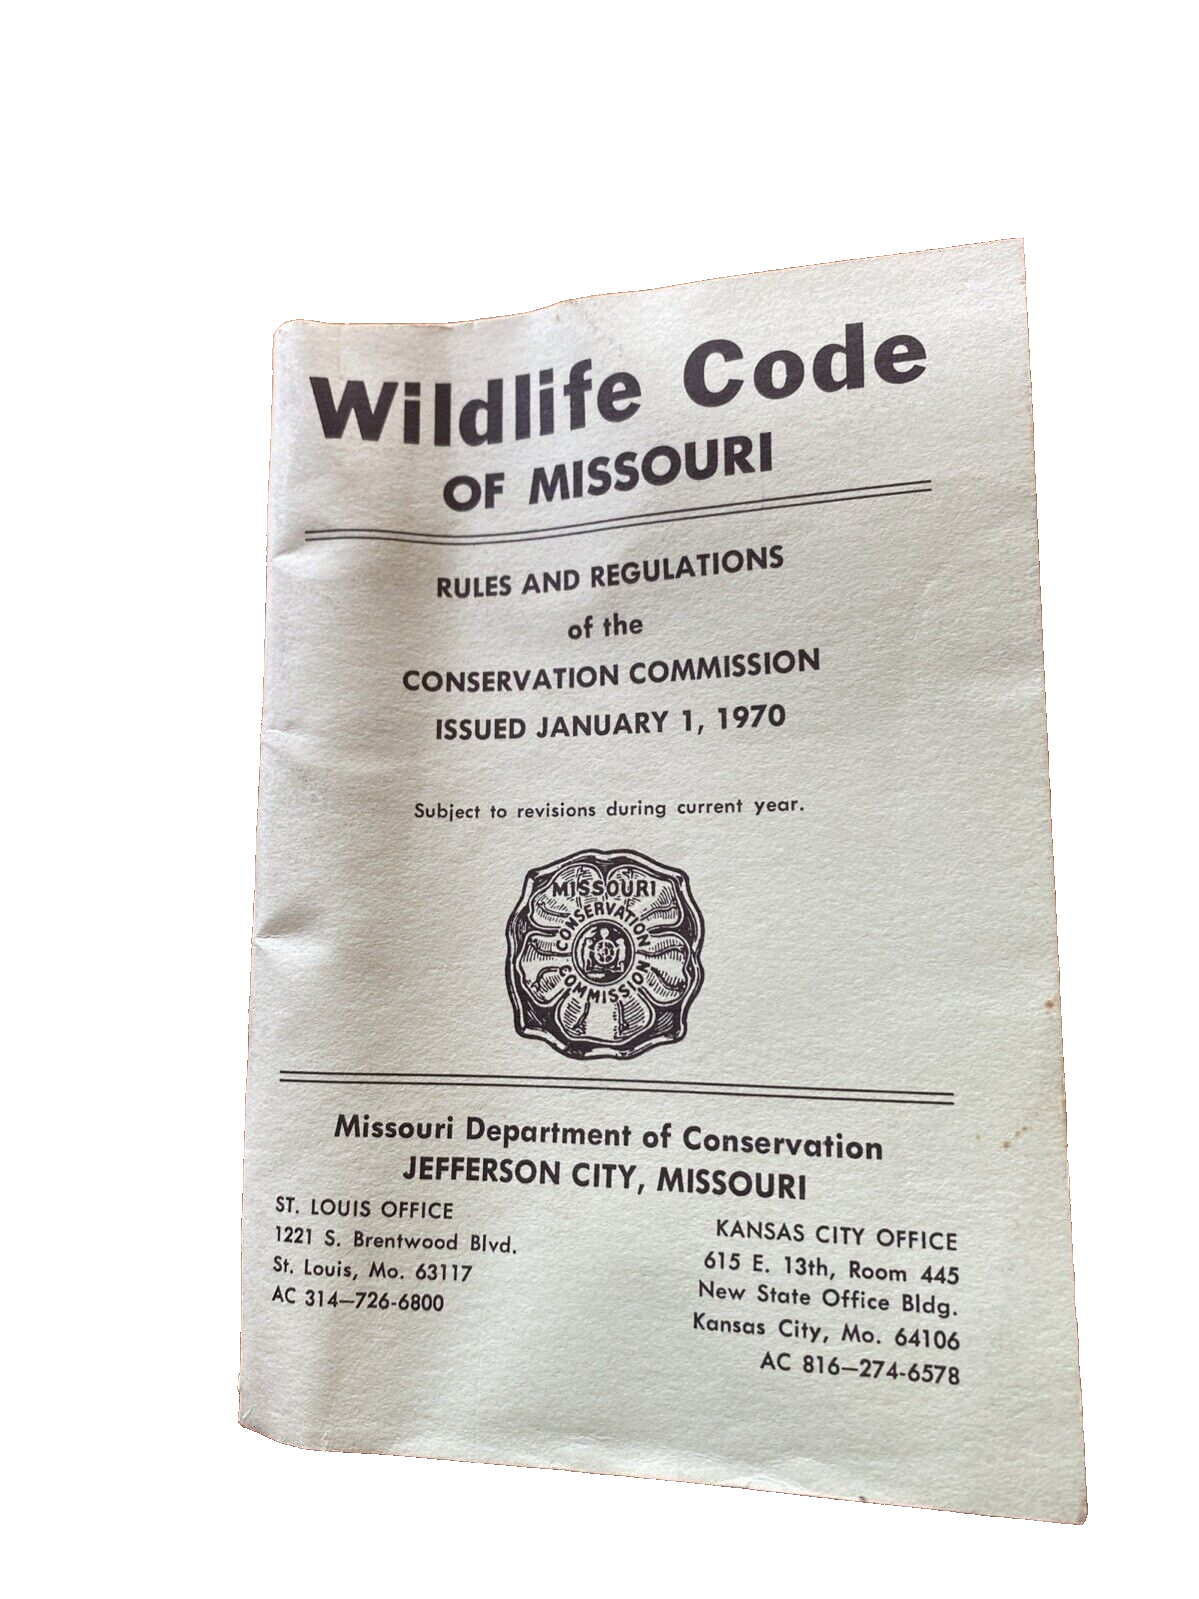 Wildlife Code
OF MISSOURI
RULES AND REGULATIONS
of the
CONSERVATION COMMISSION
ISSUED JANUARY 1, 1970
Subject to revisions during current year.
MISSOURI
CONSERVATION
COMMISSION
Missouri Department of Conservation
JEFFERSON CITY, MISSOURI
ST. LOUIS OFFICE
1221 S. Brentwood Blvd.
St. Louis, Mo. 63117
AC 314—726-6800
KANSAS CITY OFFICE
615 E. 13th, Room 445
New State Office Bldg.
Kansas City, Mo. 64106
AC 816—274-6578